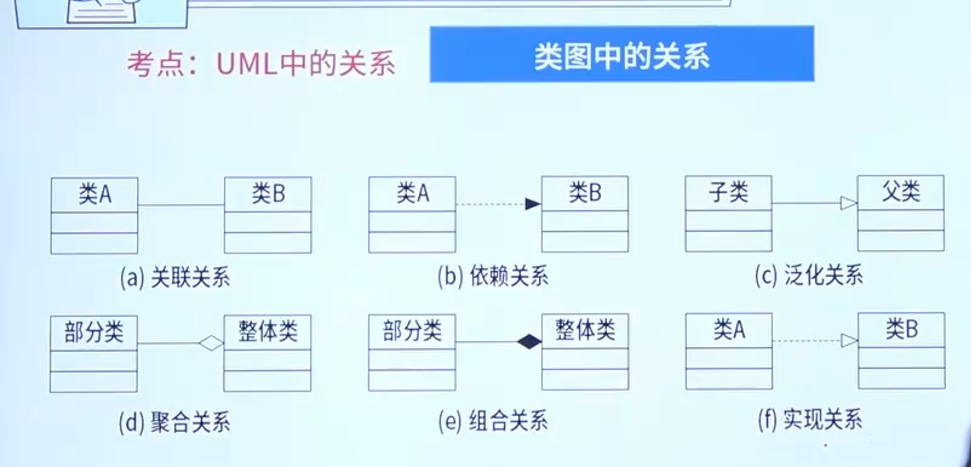 考点：UML中的关系
类图中的关系
类A 类B 类A 类B 子类 父类
(a) 关联关系 (b) 依赖关系 (c) 泛化关系
部分类 整体类 部分类 整体类 类A 类B
(d) 聚合关系 (e) 组合关系 (f) 实现关系